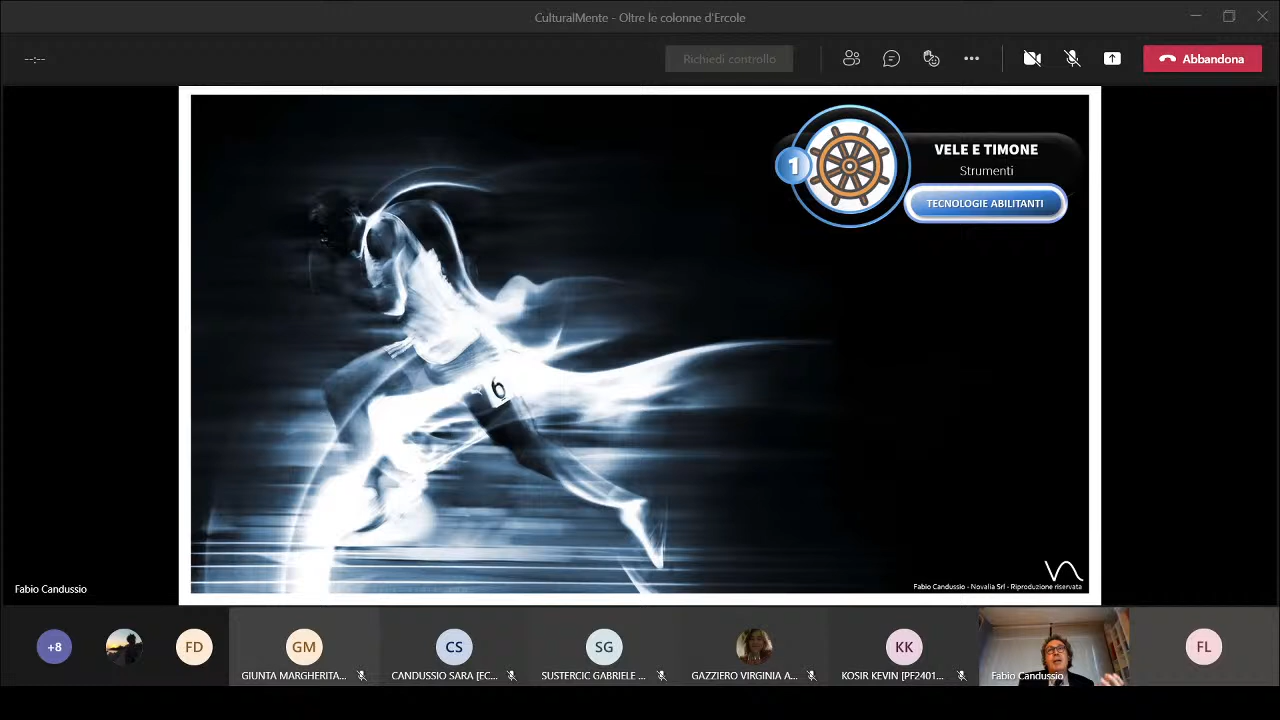 CulturalMente - Oltre le colonne d'Ercole
--:--
Richiedi controllo
Abbandona
1
VELE E TIMONE
Strumenti
TECNOLOGIE ABILITANTI
6
Fabio Candussio - Novalia Srl - Riproduzione riservata
Fabio Candussio
+8
FD
GM
CS
SG
KK
FL
GIUNTA MARGHERITA...
CANDUSSIO SARA [EC...
SUSTERCIC GABRIELE ...
GAZZIERO VIRGINIA A...
KOSIR KEVIN [PF2401...
Fabio Candussio